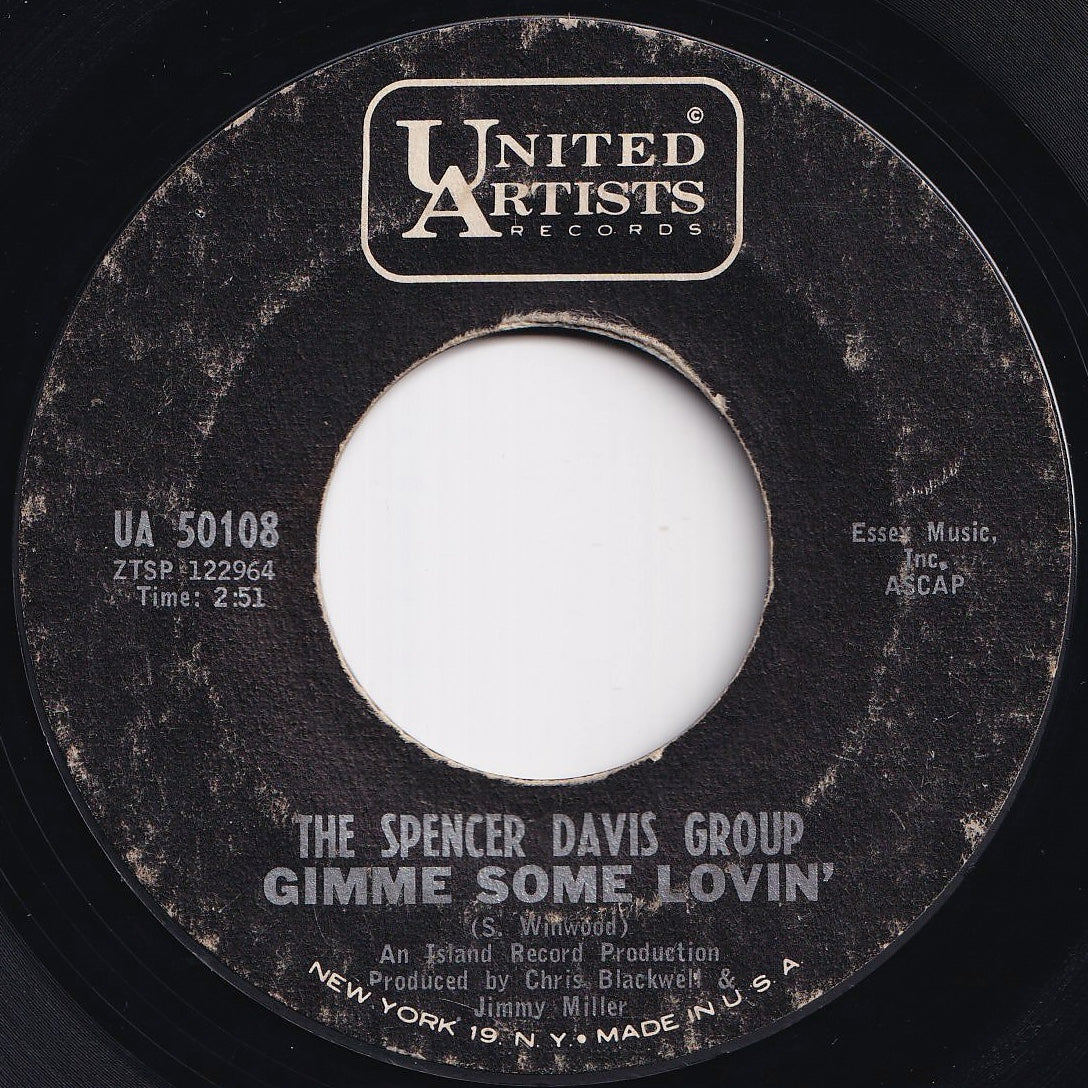 ©
UNITED
ARTISTS
RECORDS
UA 50108
ZTSP 122964
Time: 2:51
Essex Music,
Inc.
ASCAP
THE SPENCER DAVIS GROUP
GIMME SOME LOVIN'
(S. Winwood)
An Island Record Production
Produced by Chris Blackwell &
Jimmy Miller
NEW YORK 19, N.Y. • MADE IN U.S.A.